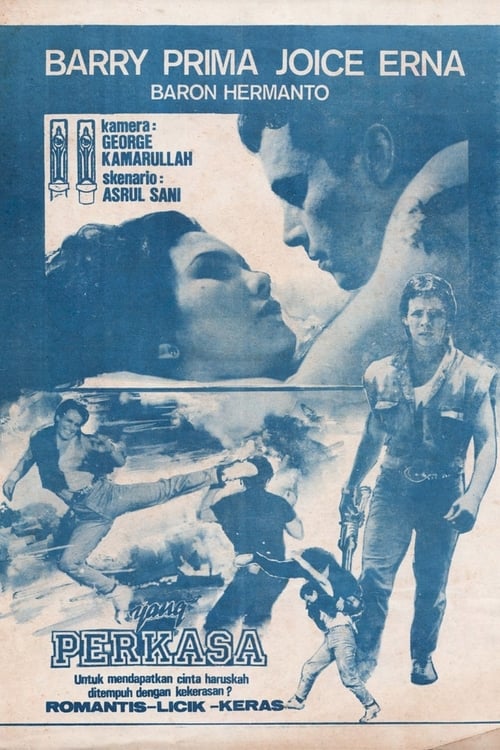 BARRY PRIMA JOICE ERNA
BARON HERMANTO
kamera:
GEORGE
KAMARULLAH
skenario:
ASRUL SANI
yang
PERKASA
Untuk mendapatkan cinta haruskah
ditempuh dengan kekerasan?
ROMANTIS-LICIK-KERAS